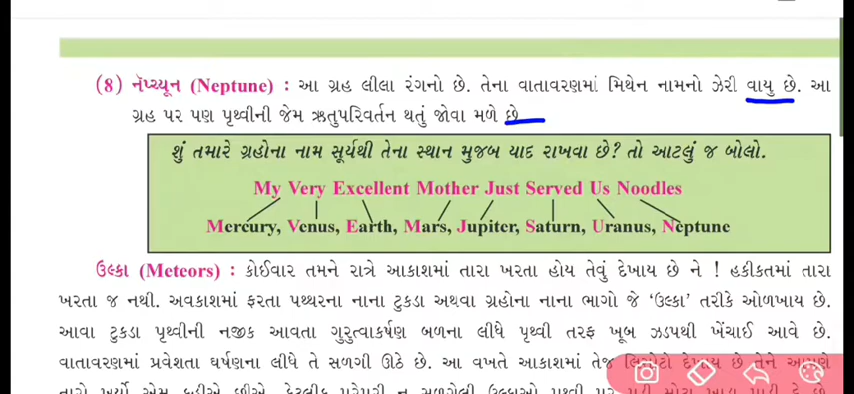 (8) નૅપ્ચ્યૂન (Neptune) : આ ગ્રહ લીલા રંગનો છે. તેના વાતાવરણમાં મિથેન નામનો ઝેરી વાયુ છે. આ
ગ્રહ પર પણ પૃથ્વીની જેમ ઋતુપરિવર્તન થતું જોવા મળે છે
શું તમારે ગ્રહોના નામ સૂર્યથી તેના સ્થાન મુજબ યાદ રાખવા છે? તો આટલું જ બોલો.
My Very Excellent Mother Just Served Us Noodles
Mercury, Venus, Earth, Mars, Jupiter, Saturn, Uranus, Neptune
ઉલ્કા (Meteors) : કોઈવાર તમને રાત્રે આકાશમાં તારા ખરતા હોય તેવું દેખાય છે ને ! હકીકતમાં તારા
ખરતા જ નથી. અવકાશમાં ફરતા પથ્થરના નાના ટુકડા અથવા ગ્રહોના નાના ભાગો જે ‘ઉલ્કા’ તરીકે ઓળખાય છે.
આવા ટુકડા પૃથ્વીની નજીક આવતા ગુરુત્વાકર્ષણ બળના લીધે પૃથ્વી તરફ ખૂબ ઝડપથી ખેંચાઈ આવે છે.
વાતાવરણમાં પ્રવેશતા ઘર્ષણના લીધે તે સળગી ઊઠે છે. આ વખતે આકાશમાં તેજ લિસોટો દેખાય છે તેને આપણે